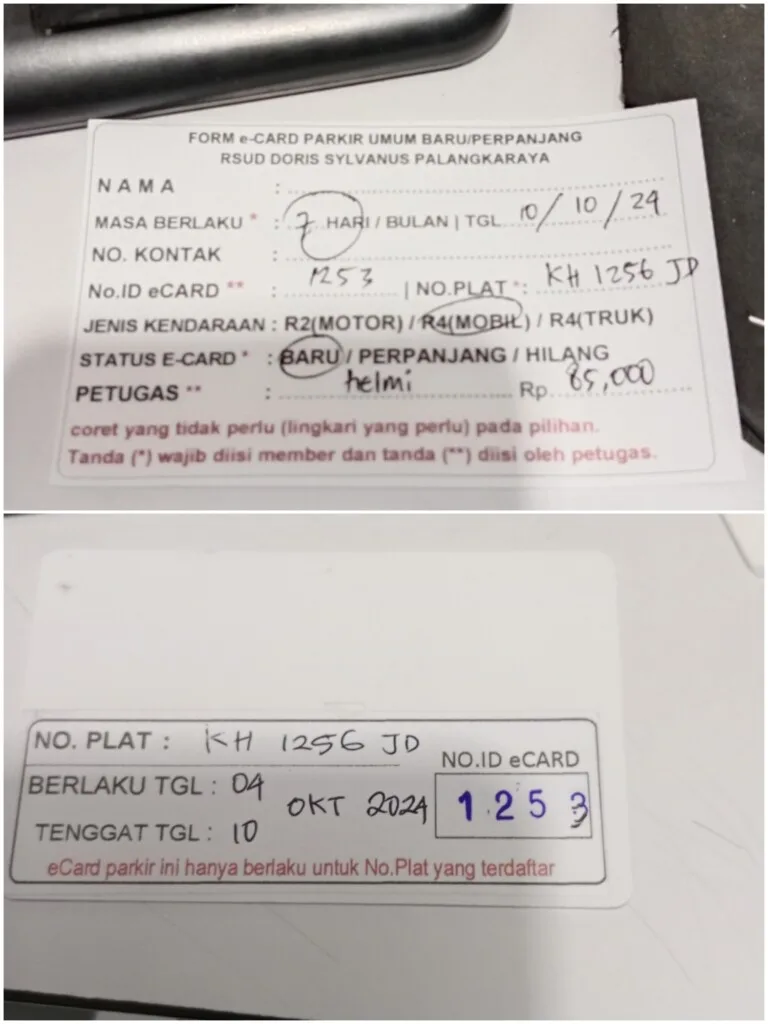 FORM e-CARD PARKIR UMUM BARU/PERPANJANG
RSUD DORIS SYLVANUS PALANGKARAYA
NAMA :
MASA BERLAKU * : 7 HARI / BULAN | TGL 10/10/24
NO. KONTAK :
No.ID eCARD ** : 1253 | NO.PLAT *: KH 1256 JD
JENIS KENDARAAN : R2(MOTOR) / R4(MOBIL) / R4(TRUK)
STATUS E-CARD * : BARU / PERPANJANG / HILANG
PETUGAS ** : helmi Rp. 85,000
coret yang tidak perlu (lingkari yang perlu) pada pilihan.
Tanda (*) wajib diisi member dan tanda (**) diisi oleh petugas.
NO. PLAT : KH 1256 JD
NO.ID eCARD
BERLAKU TGL : 04
OKT 2024
1253
TENGGAT TGL : 10
eCard parkir ini hanya berlaku untuk No.Plat yang terdaftar